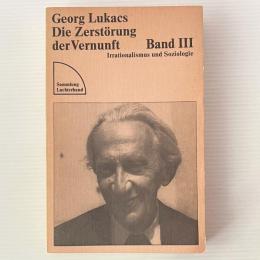 Georg Lukacs
Die Zerstörung
der Vernunft Band III
Irrationalismus und Soziologie
Sammlung
Luchterhand